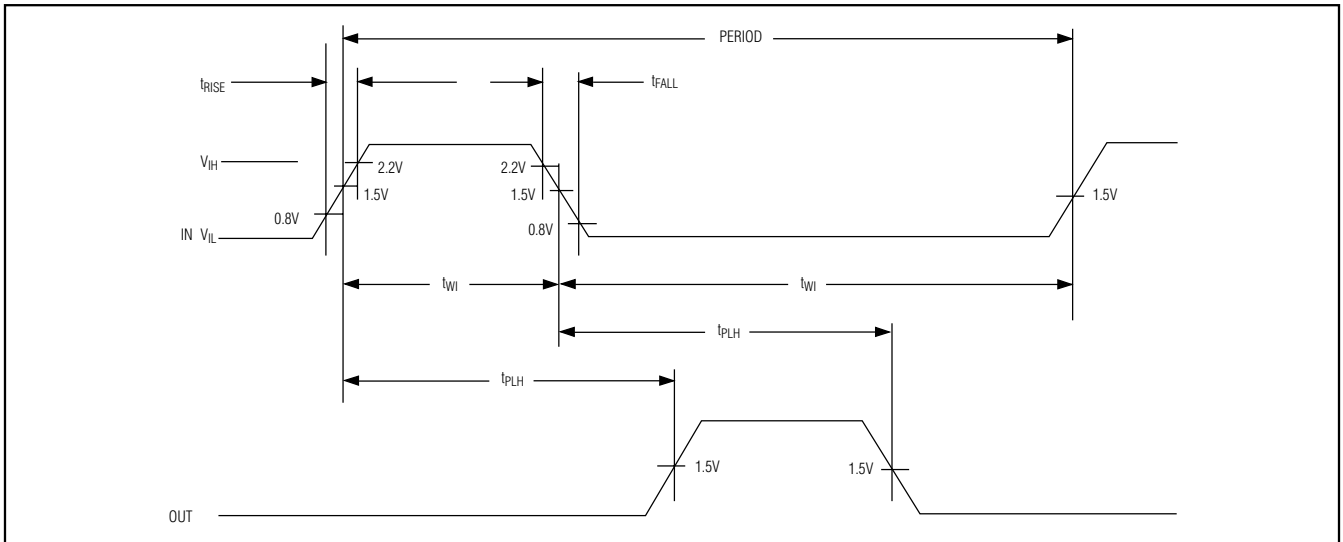 PERIOD
tRISE
tFALL
VIH
2.2V
2.2V
1.5V
1.5V
1.5V
0.8V
0.8V
IN VIL
tWI
tWI
tPLH
tPLH
1.5V
1.5V
OUT